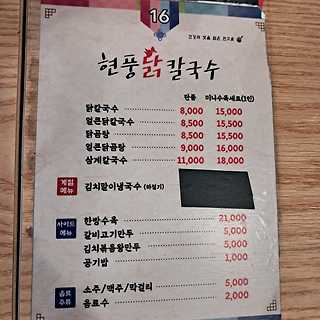 16
현풍닭칼국수
단품 미니수육세트(1인)
닭칼국수 8,000 15,000
얼큰닭칼국수 8,500 15,500
닭곰탕 8,500 15,500
얼큰닭곰탕 9,000 16,000
삼계칼국수 11,000 18,000
계절메뉴 김치말이냉국수 (하절기)
사이드메뉴
한방수육 21,000
갈비고기만두 5,000
김치볶음왕만두 5,000
공기밥 1,000
음료주류
소주/맥주/막걸리 5,000
음료수 2,000